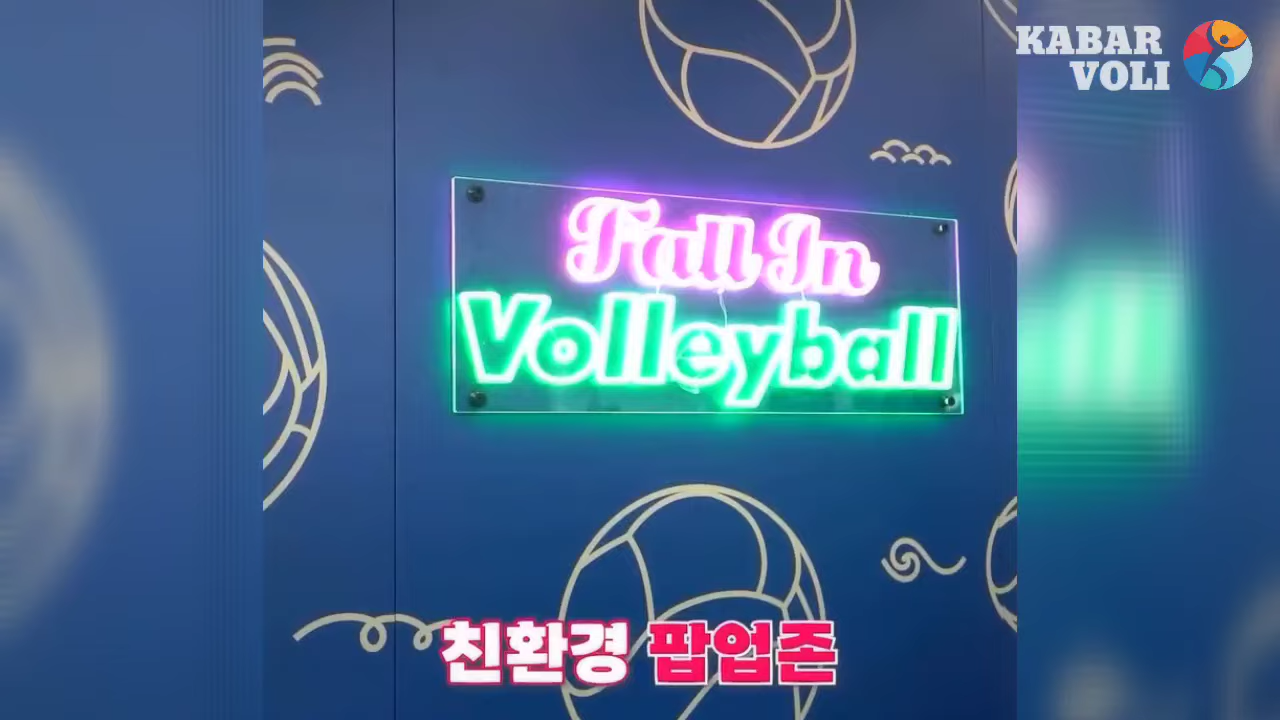 KABAR
VOLI
Fall In
Volleyball
친환경 팝업존